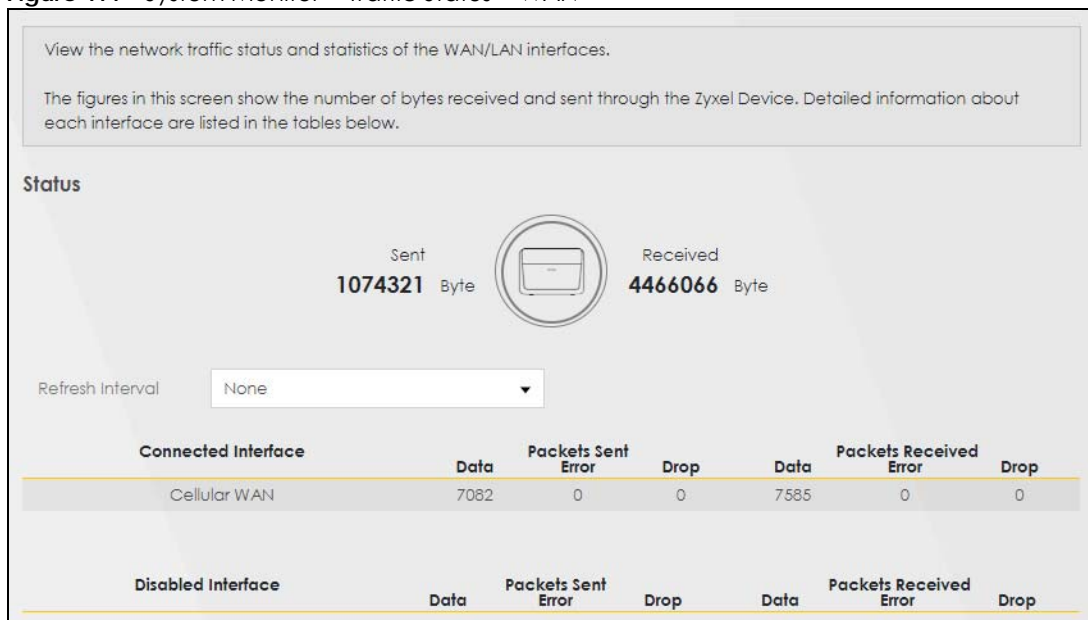 View the network traffic status and statistics of the WAN/LAN interfaces.
The figures in this screen show the number of bytes received and sent through the Zyxel Device. Detailed information about
each interface are listed in the tables below.
Status
Sent
1074321 Byte
Received
4466066 Byte
Refresh Interval None
Connected Interface Packets Sent Packets Received
Data Error Drop Data Error Drop
Cellular WAN 7082 0 0 7585 0 0
Disabled Interface Packets Sent Packets Received
Data Error Drop Data Error Drop